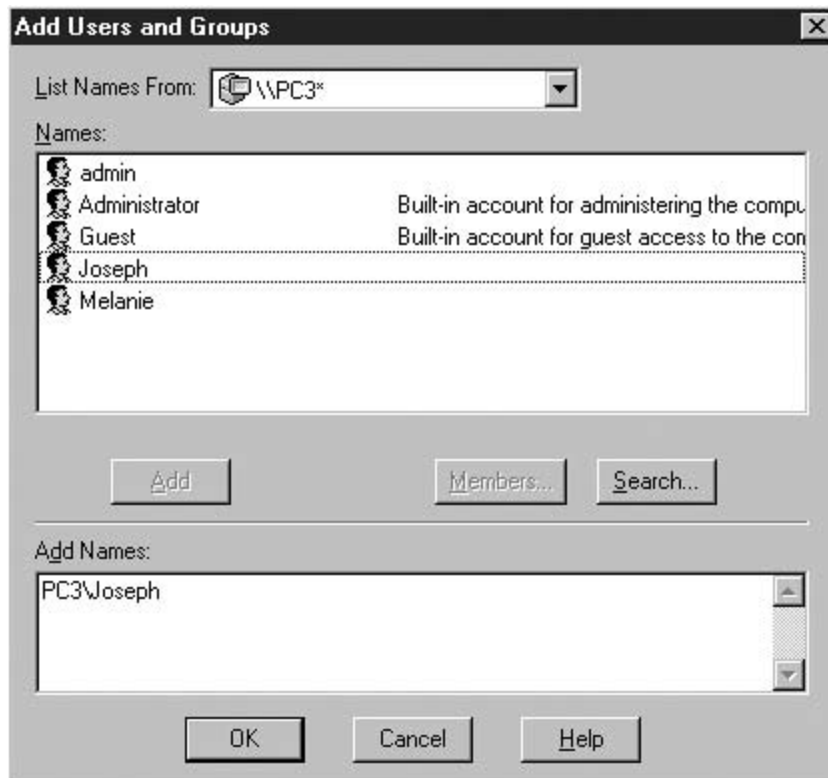 Add Users and Groups
List Names From: \\PC3*
Names:
admin
Administrator Built-in account for administering the compu
Guest Built-in account for guest access to the con
Joseph
Melanie
Add Members... Search...
Add Names:
PC3\Joseph
OK Cancel Help